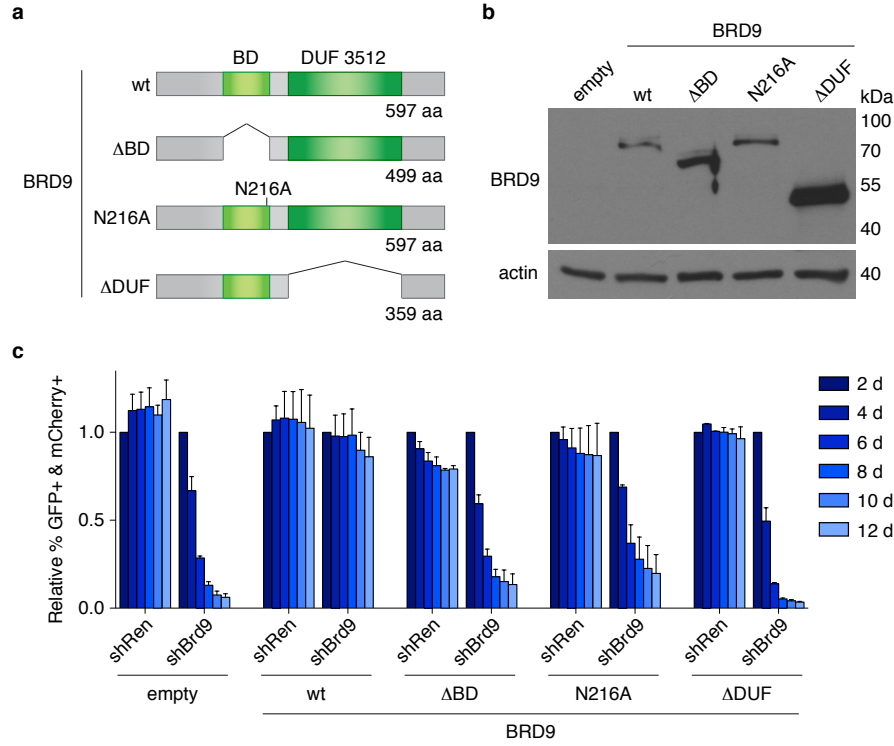 a
BD DUF 3512
wt
597 aa
ΔBD
499 aa
BRD9
N216A
N216A
597 aa
ΔDUF
359 aa
b
BRD9
empty wt ΔBD N216A ΔDUF
kDa
100
70
BRD9
55
40
actin 40
c
Relative % GFP+ & mCherry+
1.0
0.5
0.0
2 d
4 d
6 d
8 d
10 d
12 d
shRen shBrd9 shRen shBrd9 shRen shBrd9 shRen shBrd9 shRen shBrd9
empty wt ΔBD N216A ΔDUF
BRD9